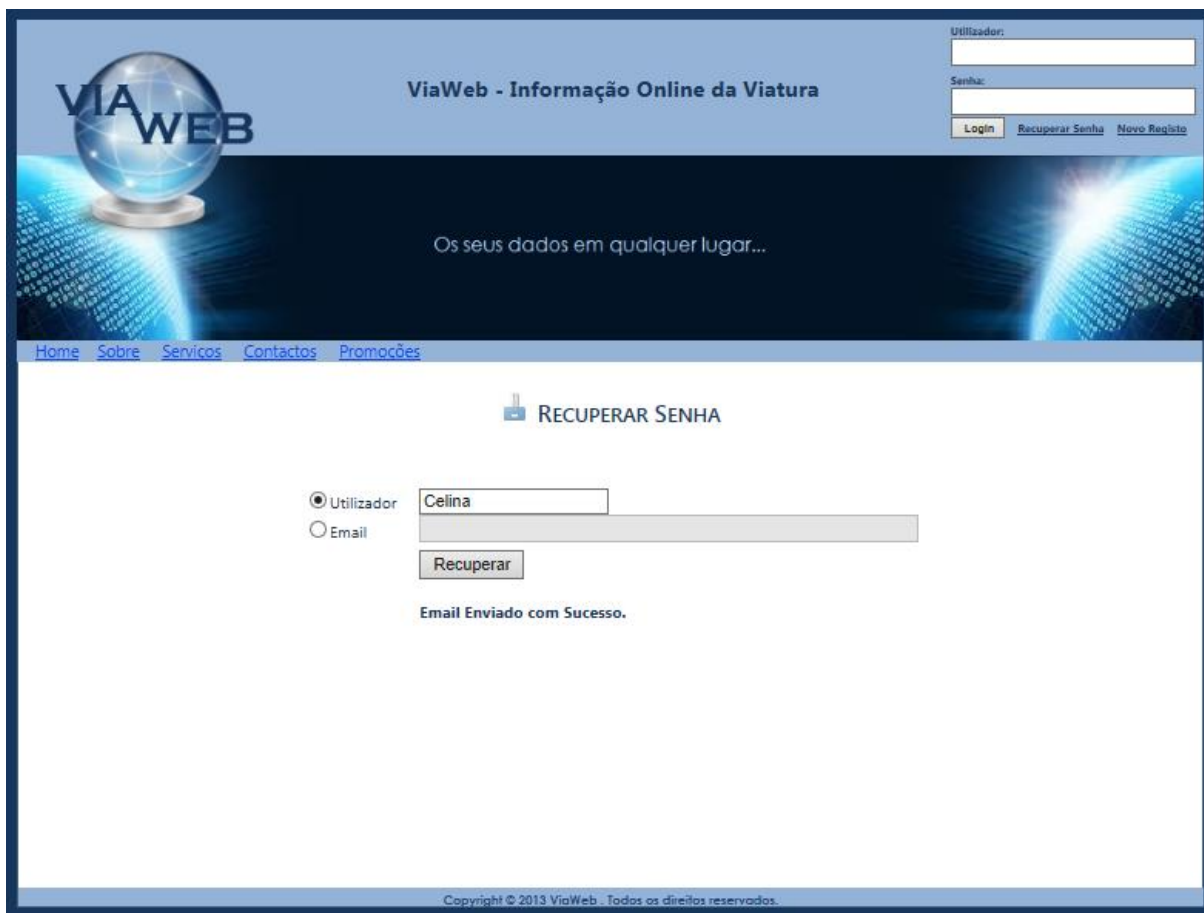 VIA
WEB
ViaWeb - Informação Online da Viatura
Utilizador:
Senha:
Login Recuperar Senha Novo Registo
Os seus dados em qualquer lugar...
Home Sobre Serviços Contactos Promoções
RECUPERAR SENHA
Utilizador Celina
Email
Recuperar
Email Enviado com Sucesso.
Copyright © 2013 ViaWeb . Todos os direitos reservados.